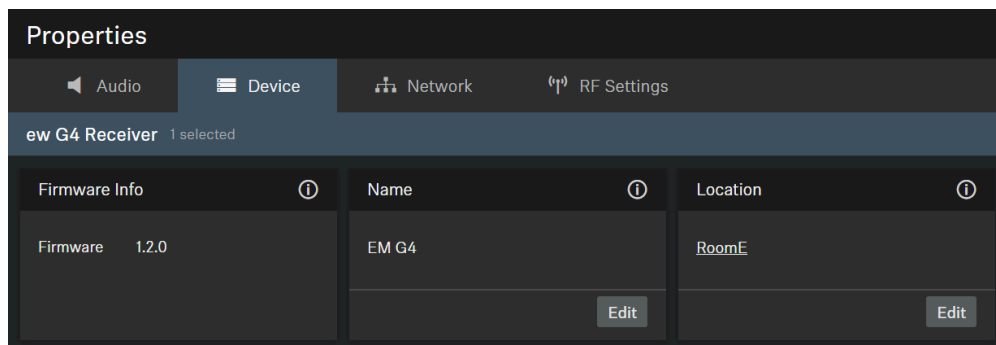 Properties
Audio Device Network RF Settings
ew G4 Receiver 1 selected
Firmware Info Name Location
Firmware 1.2.0 EM G4 RoomE
Edit Edit